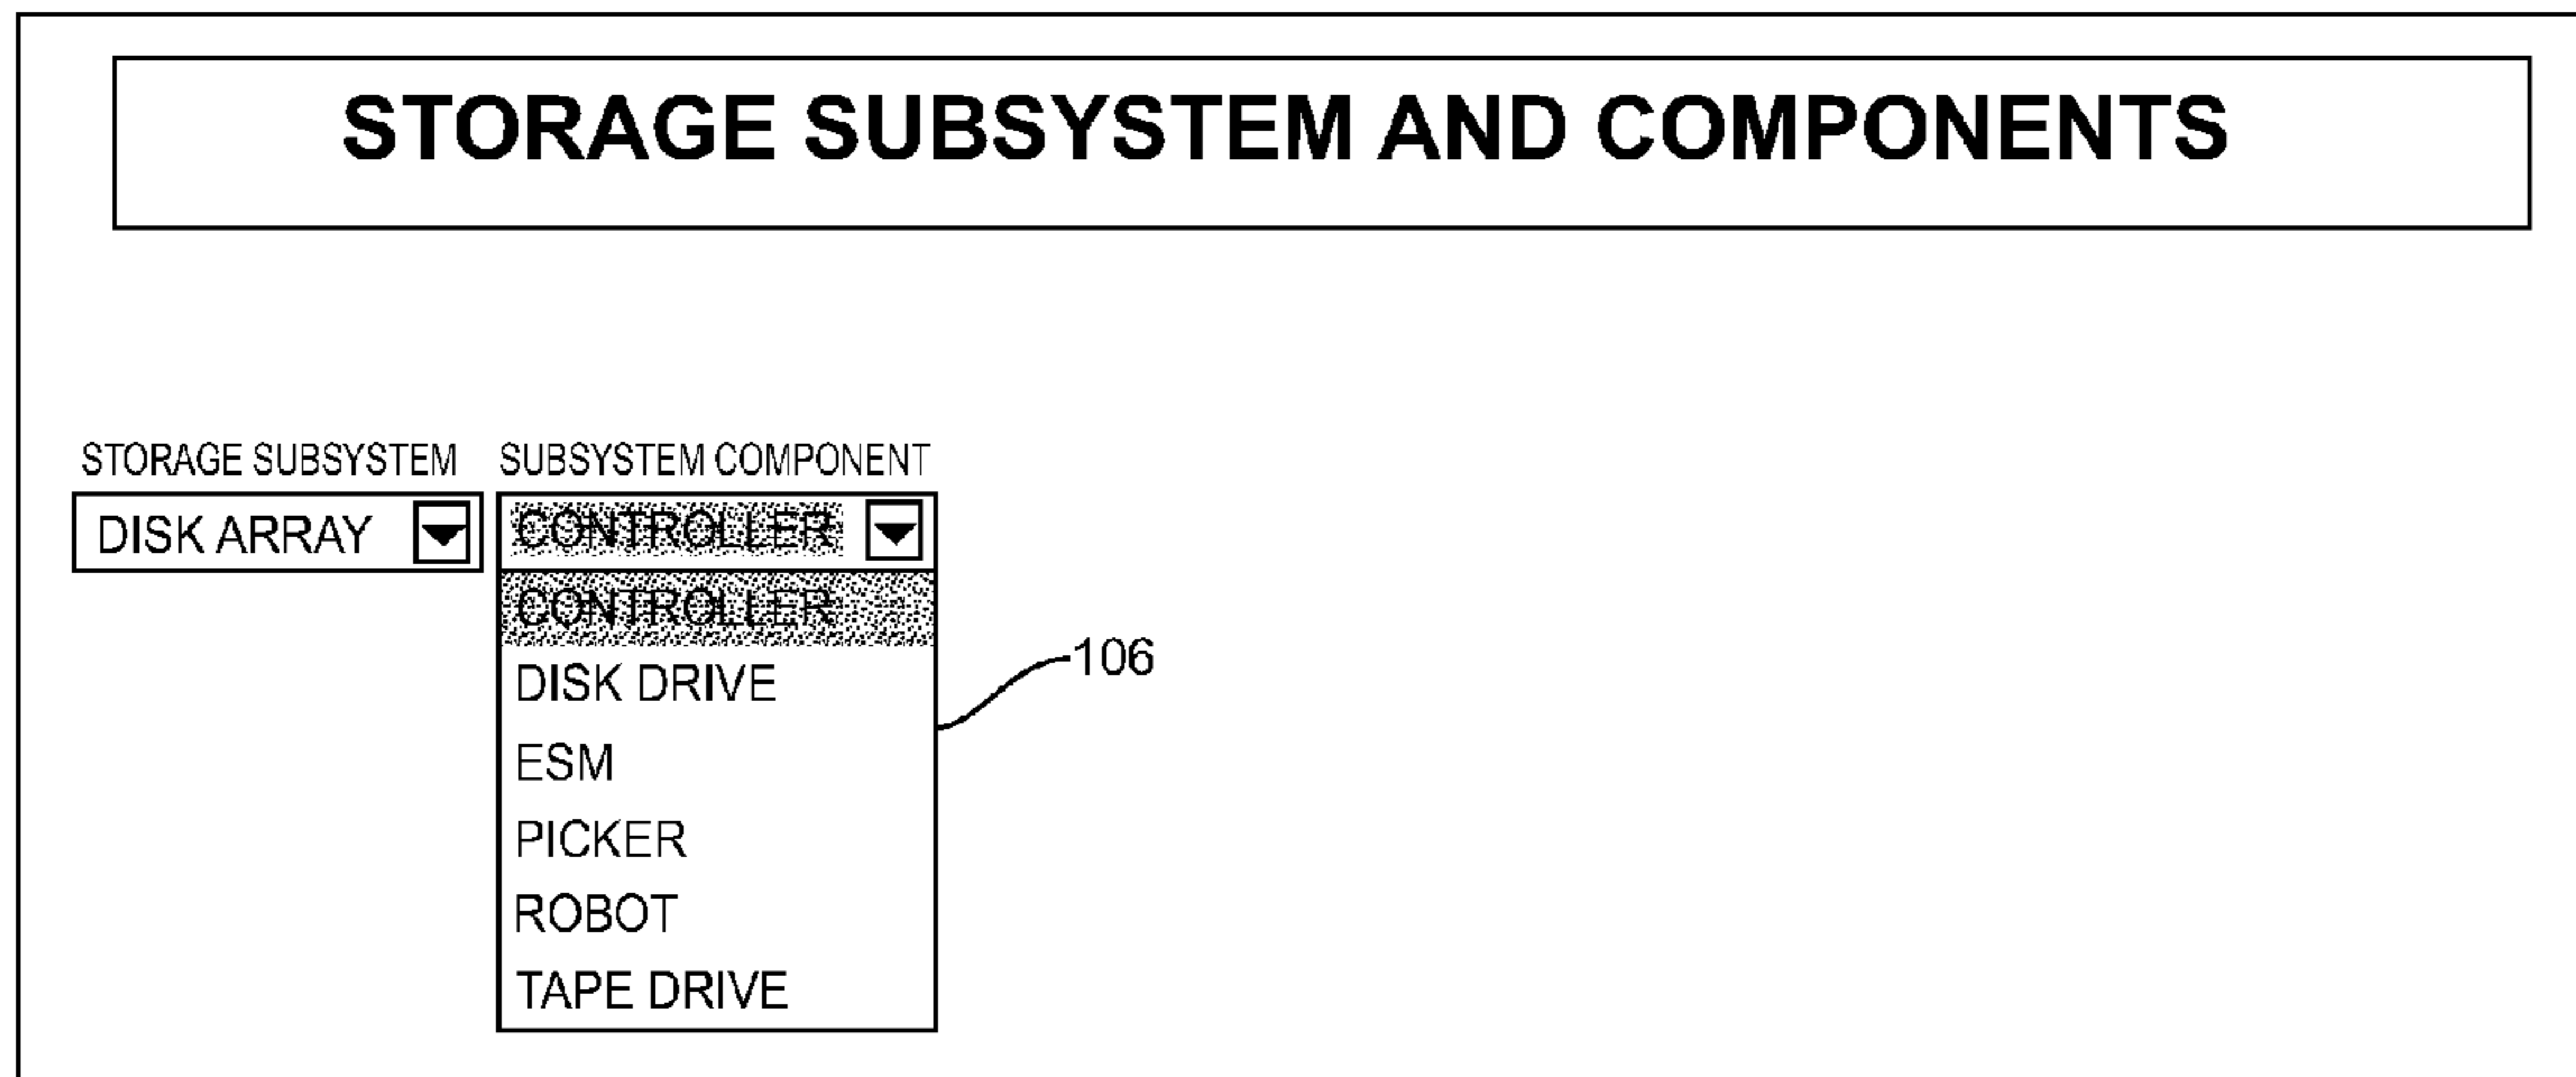 STORAGE SUBSYSTEM AND COMPONENTS
STORAGE SUBSYSTEM SUBSYSTEM COMPONENT
DISK ARRAY CONTROLLER
CONTROLLER
DISK DRIVE
106
ESM
PICKER
ROBOT
TAPE DRIVE